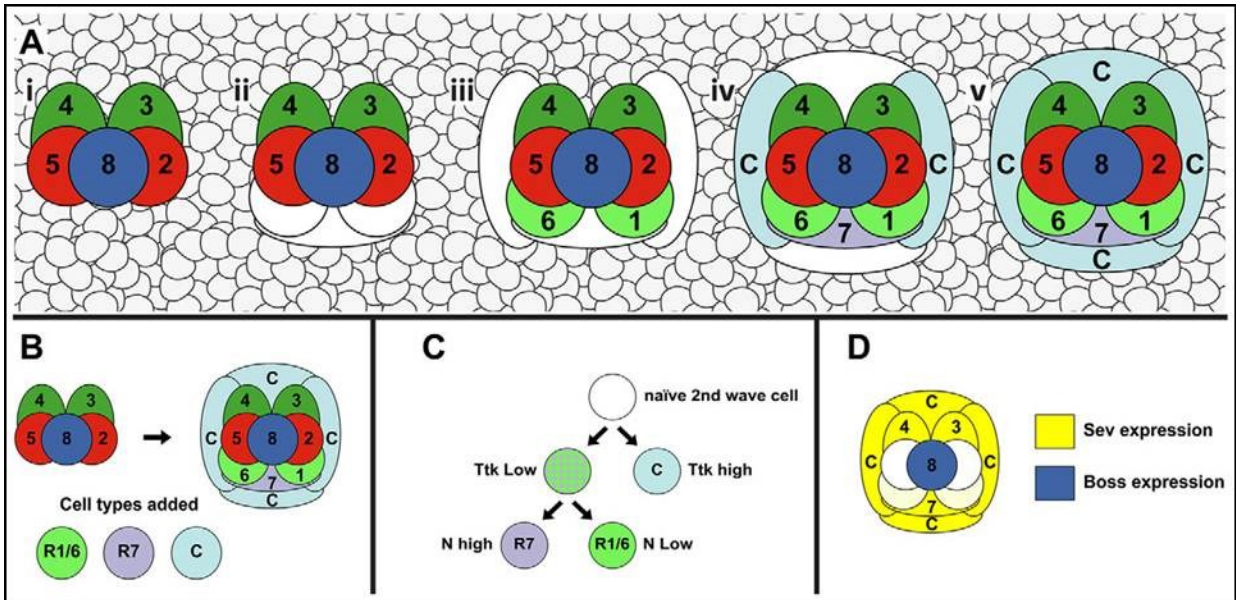 A
i
4 3
5 8 2
ii
4 3
5 8 2
iii
4 3
5 8 2
6 1
iv
4 3
C 5 8 2 C
6 1
7
v
C
4 3
C 5 8 2 C
6 1
7
C
B
4 3
5 8 2
C
4 3
C 5 8 2 C
6 1
7
C
Cell types added
R1/6 R7 C
C
naïve 2nd wave cell
Ttk Low C Ttk high
N high R7 R1/6 N Low
D
C
4 3
C 8 C
7
C
Sev expression
Boss expression